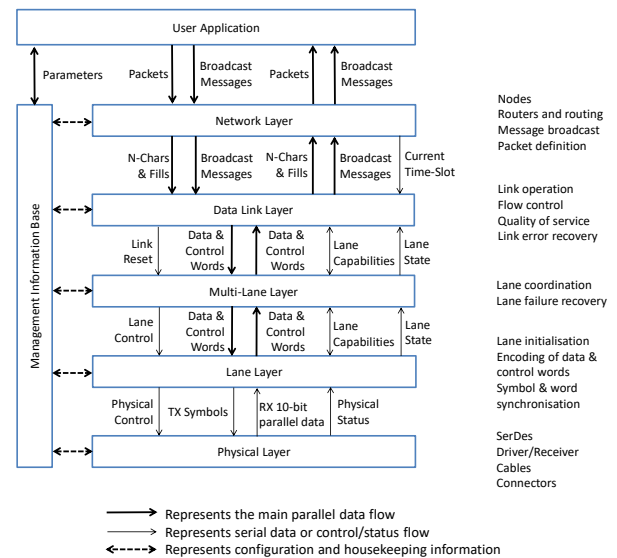 User Application
Parameters
Packets
Broadcast
Messages
Packets
Broadcast
Messages
Network Layer
Nodes
Routers and routing
Message broadcast
Packet definition
N-Chars
& Fills
Broadcast
Messages
N-Chars
& Fills
Broadcast
Messages
Current
Time-Slot
Data Link Layer
Link operation
Flow control
Quality of service
Link error recovery
Link
Reset
Data &
Control
Words
Data &
Control
Words
Lane
Capabilities
Lane
State
Management Information Base
Multi-Lane Layer
Lane coordination
Lane failure recovery
Lane
Control
Data &
Control
Words
Data &
Control
Words
Lane
Capabilities
Lane
State
Lane Layer
Lane initialisation
Encoding of data &
control words
Symbol & word
synchronisation
Physical
Control
TX Symbols
RX 10-bit
parallel data
Physical
Status
Physical Layer
SerDes
Driver/Receiver
Cables
Connectors
Represents the main parallel data flow
Represents serial data or control/status flow
Represents configuration and housekeeping information